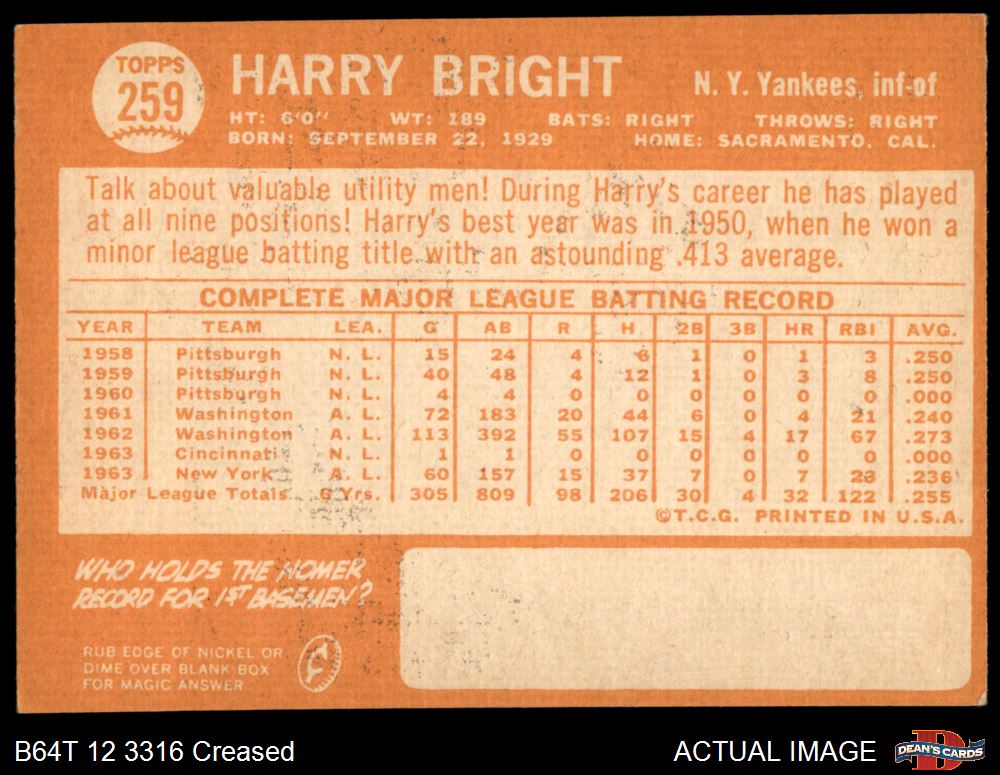 TOPPS
259
HARRY BRIGHT
N. Y. Yankees, inf-of
HT: 6'0" WT: 189 BATS: RIGHT THROWS: RIGHT
BORN: SEPTEMBER 22, 1929 HOME: SACRAMENTO, CAL.
Talk about valuable utility men! During Harry's career he has played
at all nine positions! Harry's best year was in 1950, when he won a
minor league batting title with an astounding .413 average.
COMPLETE MAJOR LEAGUE BATTING RECORD
YEAR TEAM LEA. G AB R H 2B 3B HR RBI AVG.
1958 Pittsburgh N. L. 15 24 4 6 1 0 1 3 .250
1959 Pittsburgh N. L. 40 48 4 12 1 0 3 8 .250
1960 Pittsburgh N. L. 4 4 0 0 0 0 0 0 .000
1961 Washington A. L. 72 183 20 44 6 0 4 21 .240
1962 Washington A. L. 113 392 55 107 15 4 17 67 .273
1963 Cincinnati N. L. 1 1 0 0 0 0 0 0 .000
1963 New York A. L. 60 157 15 37 7 0 7 23 .236
Major League Totals 6 Yrs. 305 809 98 206 30 4 32 122 .255
©T.C.G. PRINTED IN U.S.A.
WHO HOLDS THE HOMER
RECORD FOR 1ST BASEMEN?
RUB EDGE OF NICKEL OR
DIME OVER BLANK BOX
FOR MAGIC ANSWER
B64T 12 3316 Creased
ACTUAL IMAGE
DEAN'S CARDS